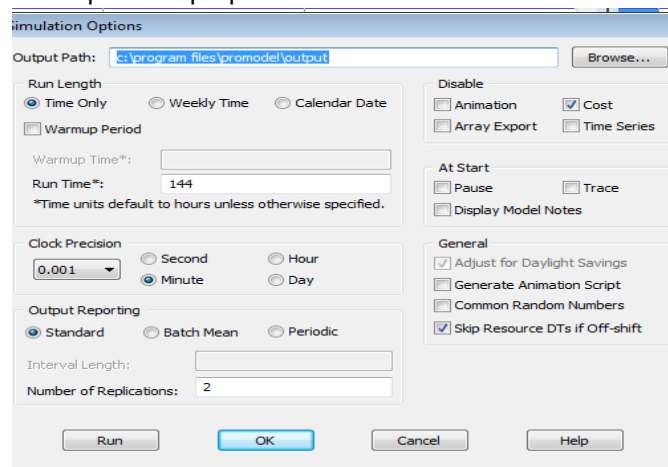 Simulation Options
Output Path: c:\program files\promodel\output Browse...
Run Length
Time Only Weekly Time Calendar Date
Warmup Period
Warmup Time*:
Run Time*: 144
*Time units default to hours unless otherwise specified.
Disable
Animation Cost
Array Export Time Series
At Start
Pause Trace
Display Model Notes
Clock Precision
0.001 Second Hour
Minute Day
General
Adjust for Daylight Savings
Generate Animation Script
Common Random Numbers
Skip Resource DTs if Off-shift
Output Reporting
Standard Batch Mean Periodic
Interval Length:
Number of Replications: 2
Run OK Cancel Help